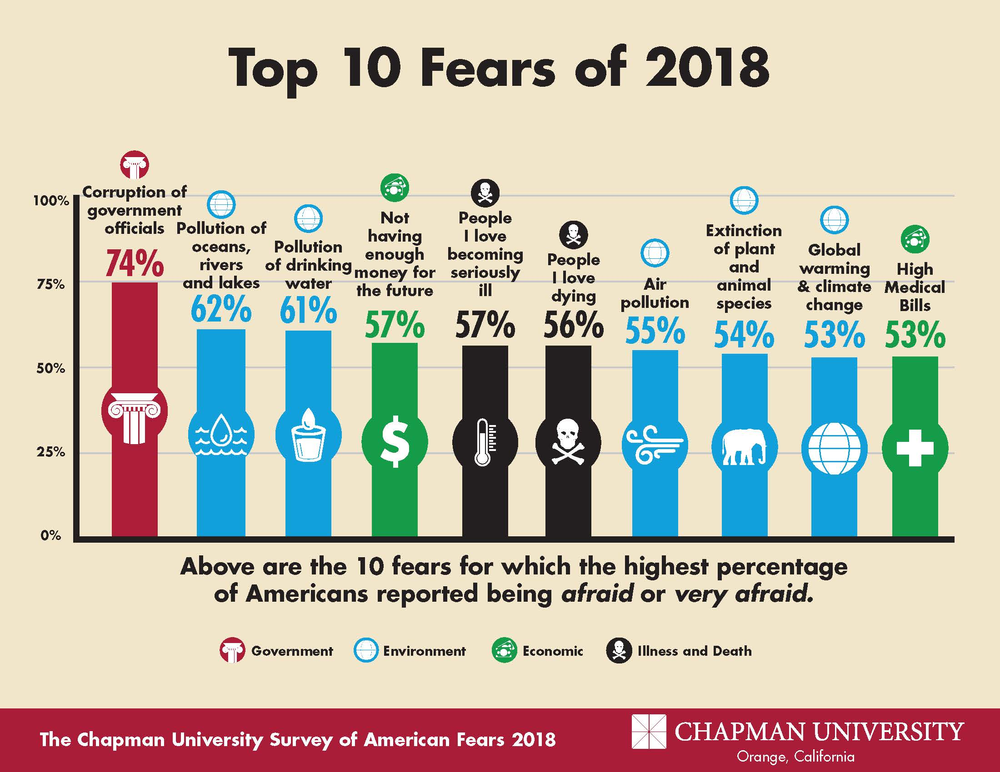 Top 10 Fears of 2018
100%
75%
50%
25%
0%
Corruption of
government
officials
74%
Pollution of
oceans,
rivers
and lakes
62%
Pollution
of drinking
water
61%
Not
having
enough
money for
the future
57%
People
I love
becoming
seriously
ill
57%
People
I love
dying
56%
Air
pollution
55%
Extinction
of plant
and
animal
species
54%
Global
warming
& climate
change
53%
High
Medical
Bills
53%
$
Above are the 10 fears for which the highest percentage
of Americans reported being afraid or very afraid.
Government
Environment
Economic
Illness and Death
The Chapman University Survey of American Fears 2018
CHAPMAN UNIVERSITY
Orange, California